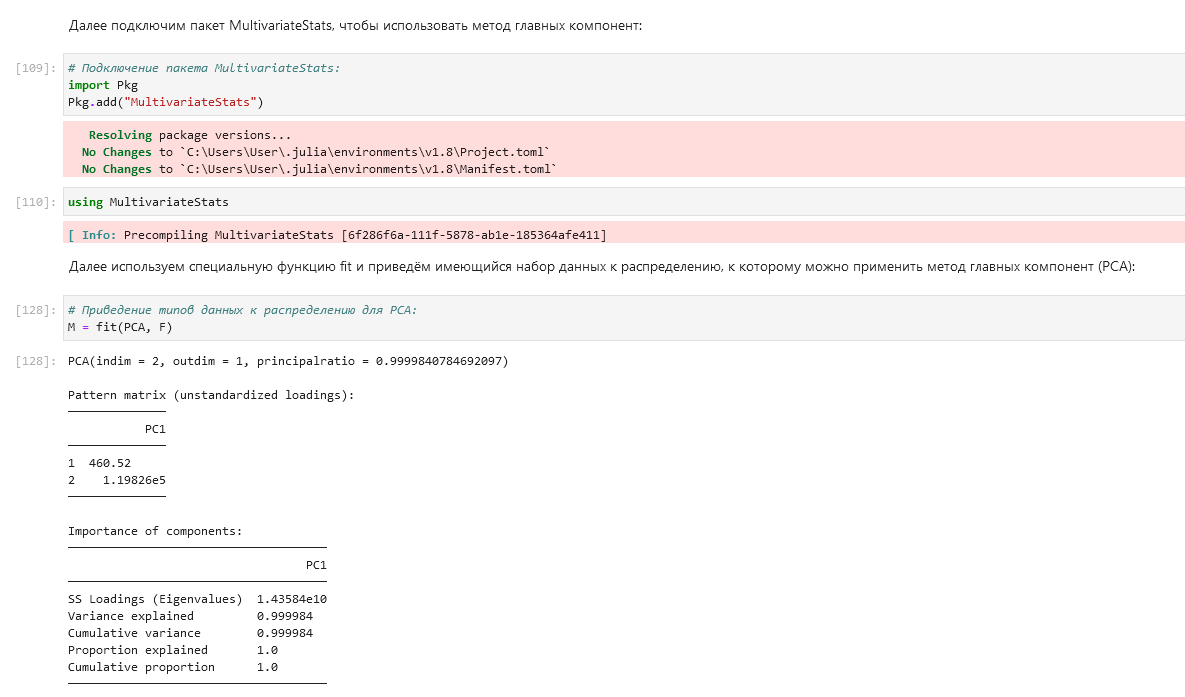 Далее подключим пакет MultivariateStats, чтобы использовать метод главных компонент:
[109]: # Подключение пакета MultivariateStats:
import Pkg
Pkg.add("MultivariateStats")
Resolving package versions...
No Changes to `C:\Users\User\.julia\environments\v1.8\Project.toml`
No Changes to `C:\Users\User\.julia\environments\v1.8\Manifest.toml`
[110]: using MultivariateStats
[ Info: Precompiling MultivariateStats [6f286f6a-111f-5878-ab1e-185364afe411]
Далее используем специальную функцию fit и приведём имеющийся набор данных к распределению, к которому можно применить метод главных компонент (PCA):
[128]: # Приведение типов данных к распределению для PCA:
M = fit(PCA, F)
[128]: PCA(indim = 2, outdim = 1, principalratio = 0.9999840784692097)
Pattern matrix (unstandardized loadings):
PC1
1 460.52
2 1.19826e5
Importance of components:
PC1
SS Loadings (Eigenvalues) 1.43584e10
Variance explained 0.999984
Cumulative variance 0.999984
Proportion explained 1.0
Cumulative proportion 1.0